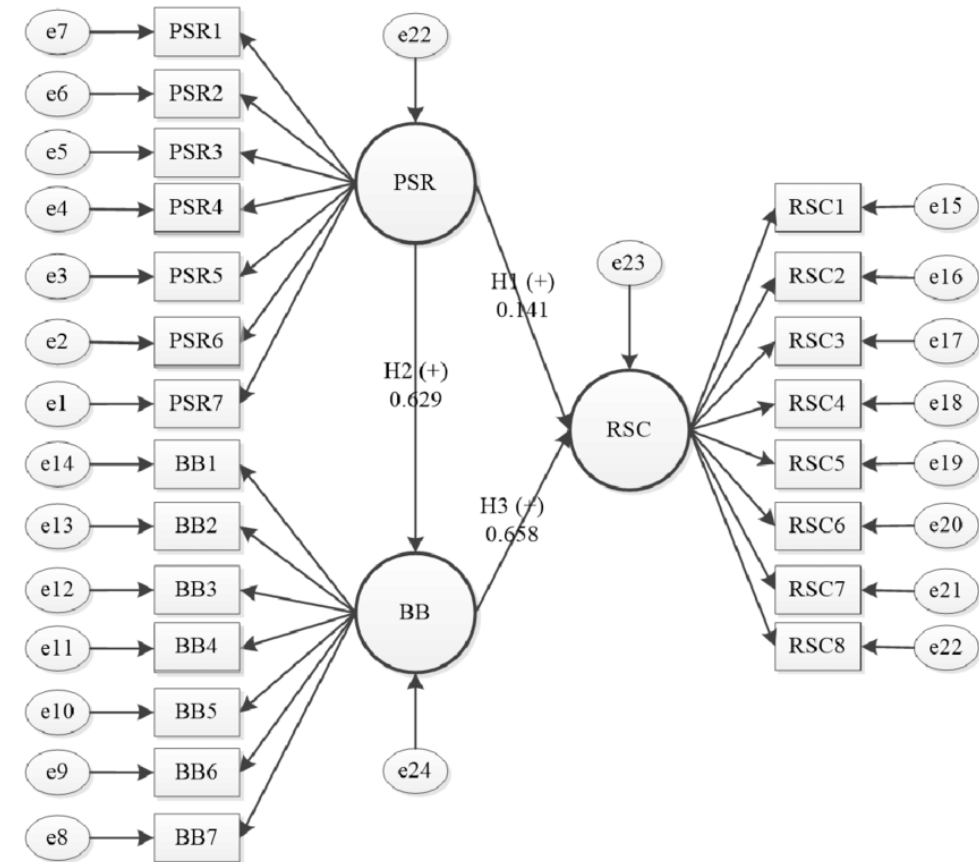 e7
PSR1
e22
e6
PSR2
e5
PSR3
PSR
e4
PSR4
RSC1
e15
e3
PSR5
e23
RSC2
e16
H1 (+)
0.141
e2
PSR6
RSC3
e17
H2 (+)
0.629
e1
PSR7
RSC4
e18
RSC
e14
BB1
RSC5
e19
H3 (+)
0.658
e13
BB2
RSC6
e20
e12
BB3
RSC7
e21
BB
e11
BB4
RSC8
e22
e10
BB5
e9
BB6
e24
e8
BB7